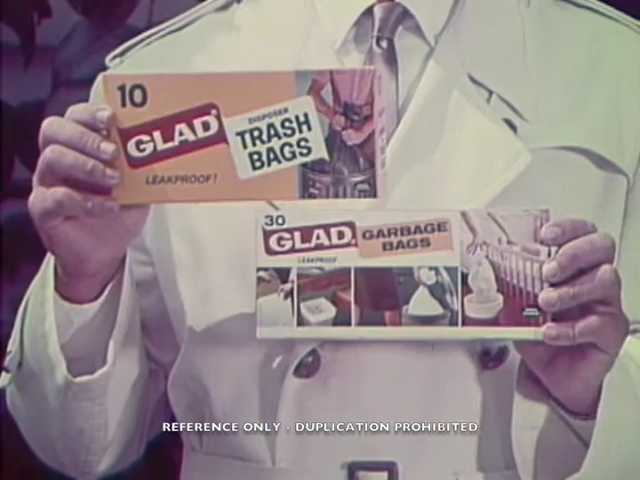 10
GLAD®
DISPOSER
TRASH
BAGS
LEAKPROOF!
30
GLAD®
GARBAGE
BAGS
LEAKPROOF
REFERENCE ONLY - DUPLICATION PROHIBITED